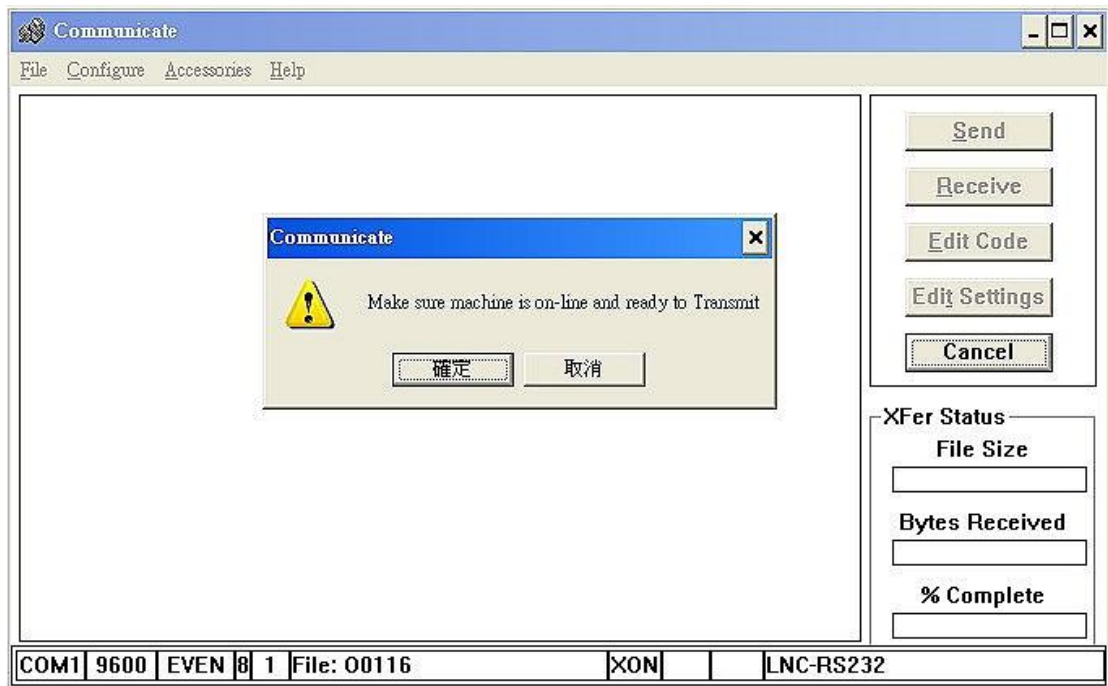 Communicate
File Configure Accessories Help
Send
Receive
Edit Code
Edit Settings
Cancel
Communicate
Make sure machine is on-line and ready to Transmit
確定 取消
XFer Status
File Size
Bytes Received
% Complete
COM1 9600 EVEN 8 1 File: O0116 XON LNC-RS232